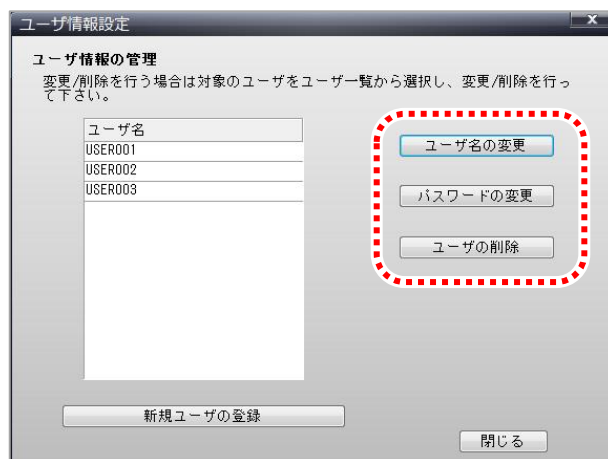 ユーザ情報設定
x
ユーザ情報の管理
変更/削除を行う場合は対象のユーザをユーザ一覧から選択し、変更/削除を行っ
て下さい。
ユーザ名
USER001
USER002
USER003
ユーザ名の変更
パスワードの変更
ユーザの削除
新規ユーザの登録
閉じる